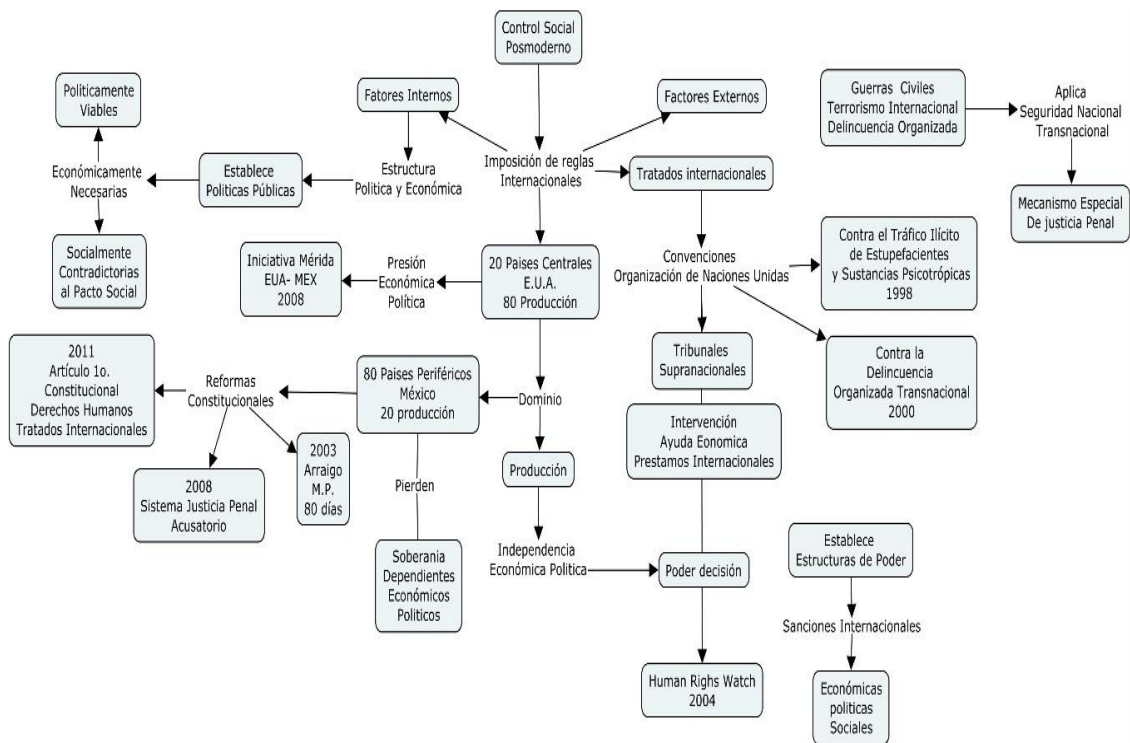 Control Social
Posmoderno
Politicamente
Viables
Fatores Internos
Factores Externos
Guerras Civiles
Terrorismo Internacional
Delincuencia Organizada
Aplica
Seguridad Nacional
Transnacional
Económicamente
Necesarias
Establece
Politicas Públicas
Estructura
Politica y Económica
Imposición de reglas
Internacionales
Tratados internacionales
Mecanismo Especial
De justicia Penal
Socialmente
Contradictorias
al Pacto Social
Iniciativa Mérida
EUA- MEX
2008
Presión
Económica
Política
20 Paises Centrales
E.U.A.
80 Producción
Convenciones
Organización de Naciones Unidas
Contra el Tráfico Ilícito
de Estupefacientes
y Sustancias Psicotrópicas
1998
2011
Artículo 1o.
Constitucional
Derechos Humanos
Tratados Internacionales
Reformas
Constitucionales
80 Paises Periféricos
México
20 producción
Dominio
Tribunales
Supranacionales
Contra la
Delincuencia
Organizada Transnacional
2000
Intervención
Ayuda Eonómica
Prestamos Internacionales
2008
Sistema Justicia Penal
Acusatorio
2003
Arraigo
M.P.
80 días
Pierden
Producción
Soberania
Dependientes
Económicos
Politicos
Independencia
Económica Politica
Poder decisión
Establece
Estructuras de Poder
Sanciones Internacionales
Human Righs Watch
2004
Económicas
politicas
Sociales